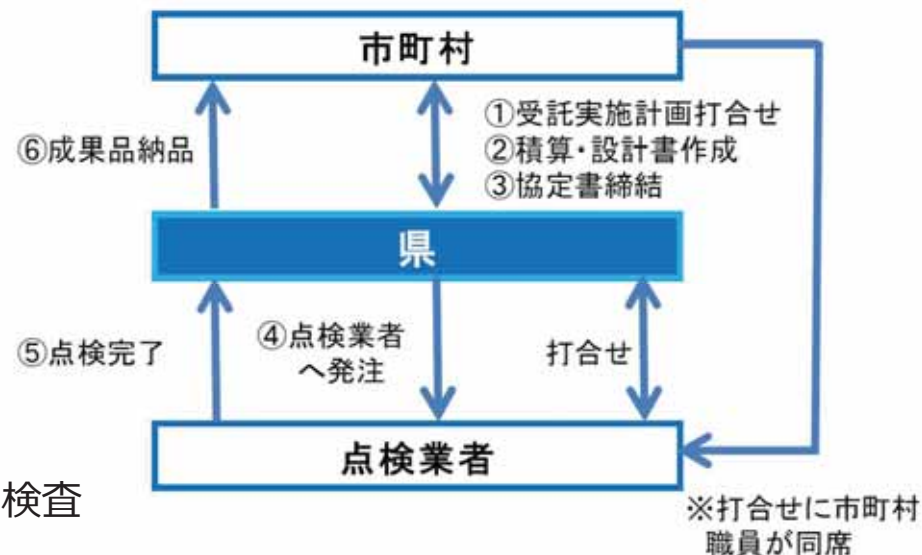 市町村
⑥成果品納品
①受託実施計画打合せ
②積算・設計書作成
③協定書締結
県
⑤点検完了
④点検業者
へ発注
打合せ
点検業者
検査
※打合せに市町村
職員が同席